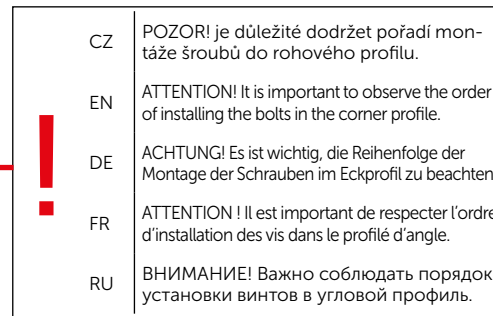 CZ
POZOR! je důležité dodržet pořadí mon-
táže šroubů do rohového profilu.
EN
ATTENTION! It is important to observe the order
of installing the bolts in the corner profile.
!
DE
ACHTUNG! Es ist wichtig, die Reihenfolge der
Montage der Schrauben im Eckprofil zu beachten
FR
ATTENTION ! Il est important de respecter l'ordre
d'installation des vis dans le profilé d'angle.
RU
ВНИМАНИЕ! Важно соблюдать порядок
установки винтов в угловой профиль.